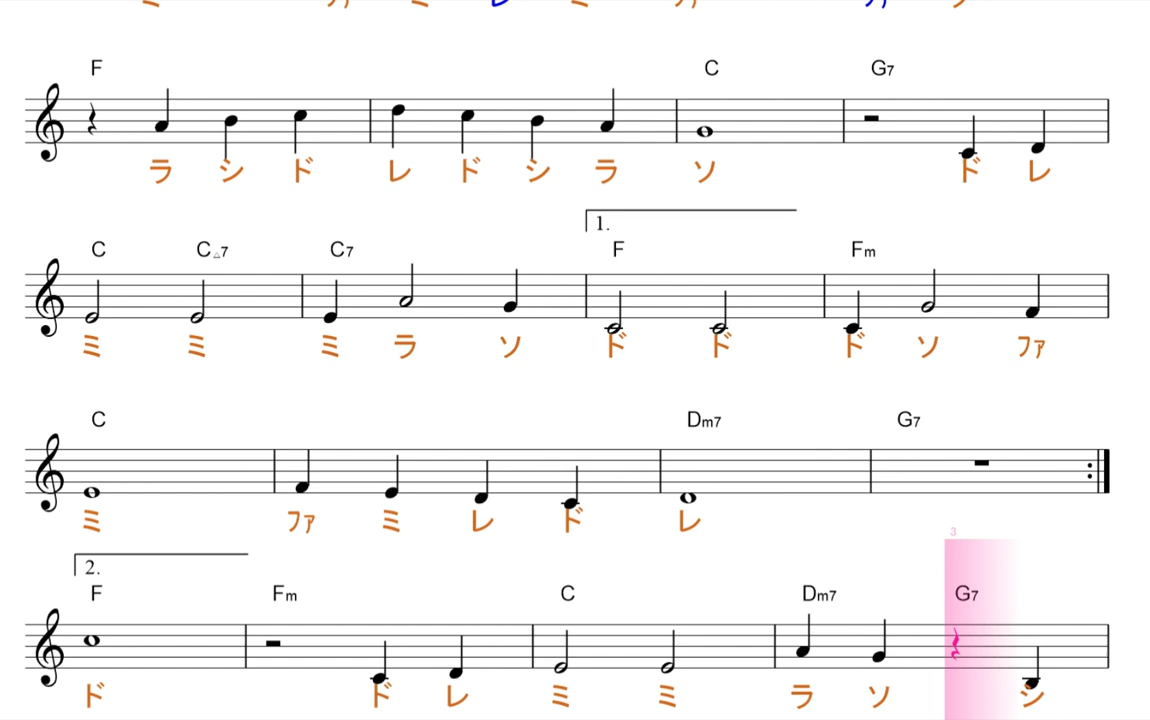 F C G7
ラ シ ド レ ド シ ラ ソ ド レ
1.
C C△7 C7 F Fm
ミ ミ ミ ラ ソ ド ド ド ソ ファ
C Dm7 G7
ミ ファ ミ レ ド レ
3
2.
F Fm C Dm7 G7
ド ド レ ミ ミ ラ ソ シ